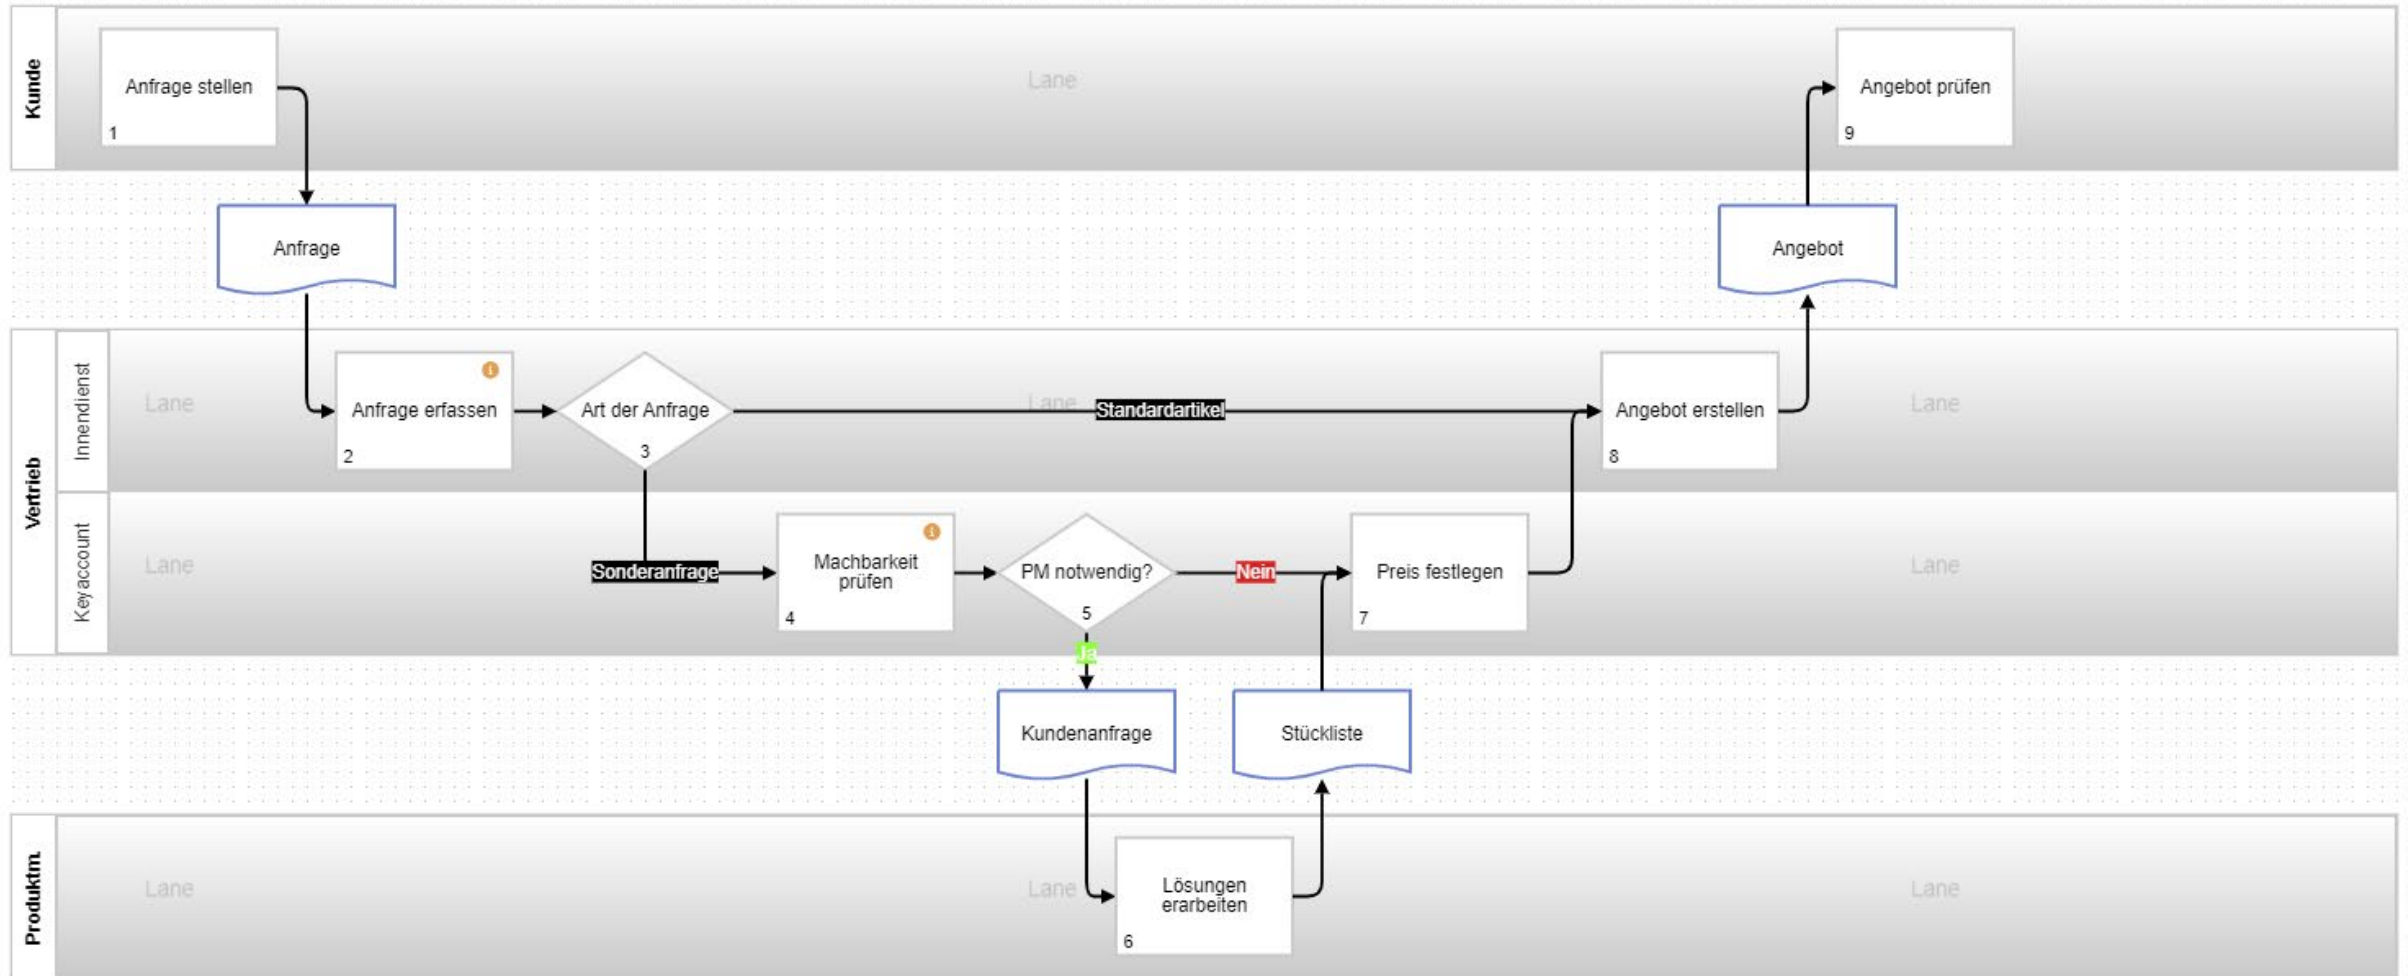 Kunde
Anfrage stellen
1
Lane
Angebot prüfen
9
Anfrage
Angebot
Vertrieb
Innendienst
Lane
Anfrage erfassen
2
Art der Anfrage
3
Lane
Standardartikel
Angebot erstellen
8
Lane
Keyaccount
Lane
Sonderanfrage
Machbarkeit
prüfen
4
PM notwendig?
5
Nein
Preis festlegen
7
Lane
Ja
Kundenanfrage
Stückliste
Produktm.
Lane
Lane
Lösungen
erarbeiten
6
Lane